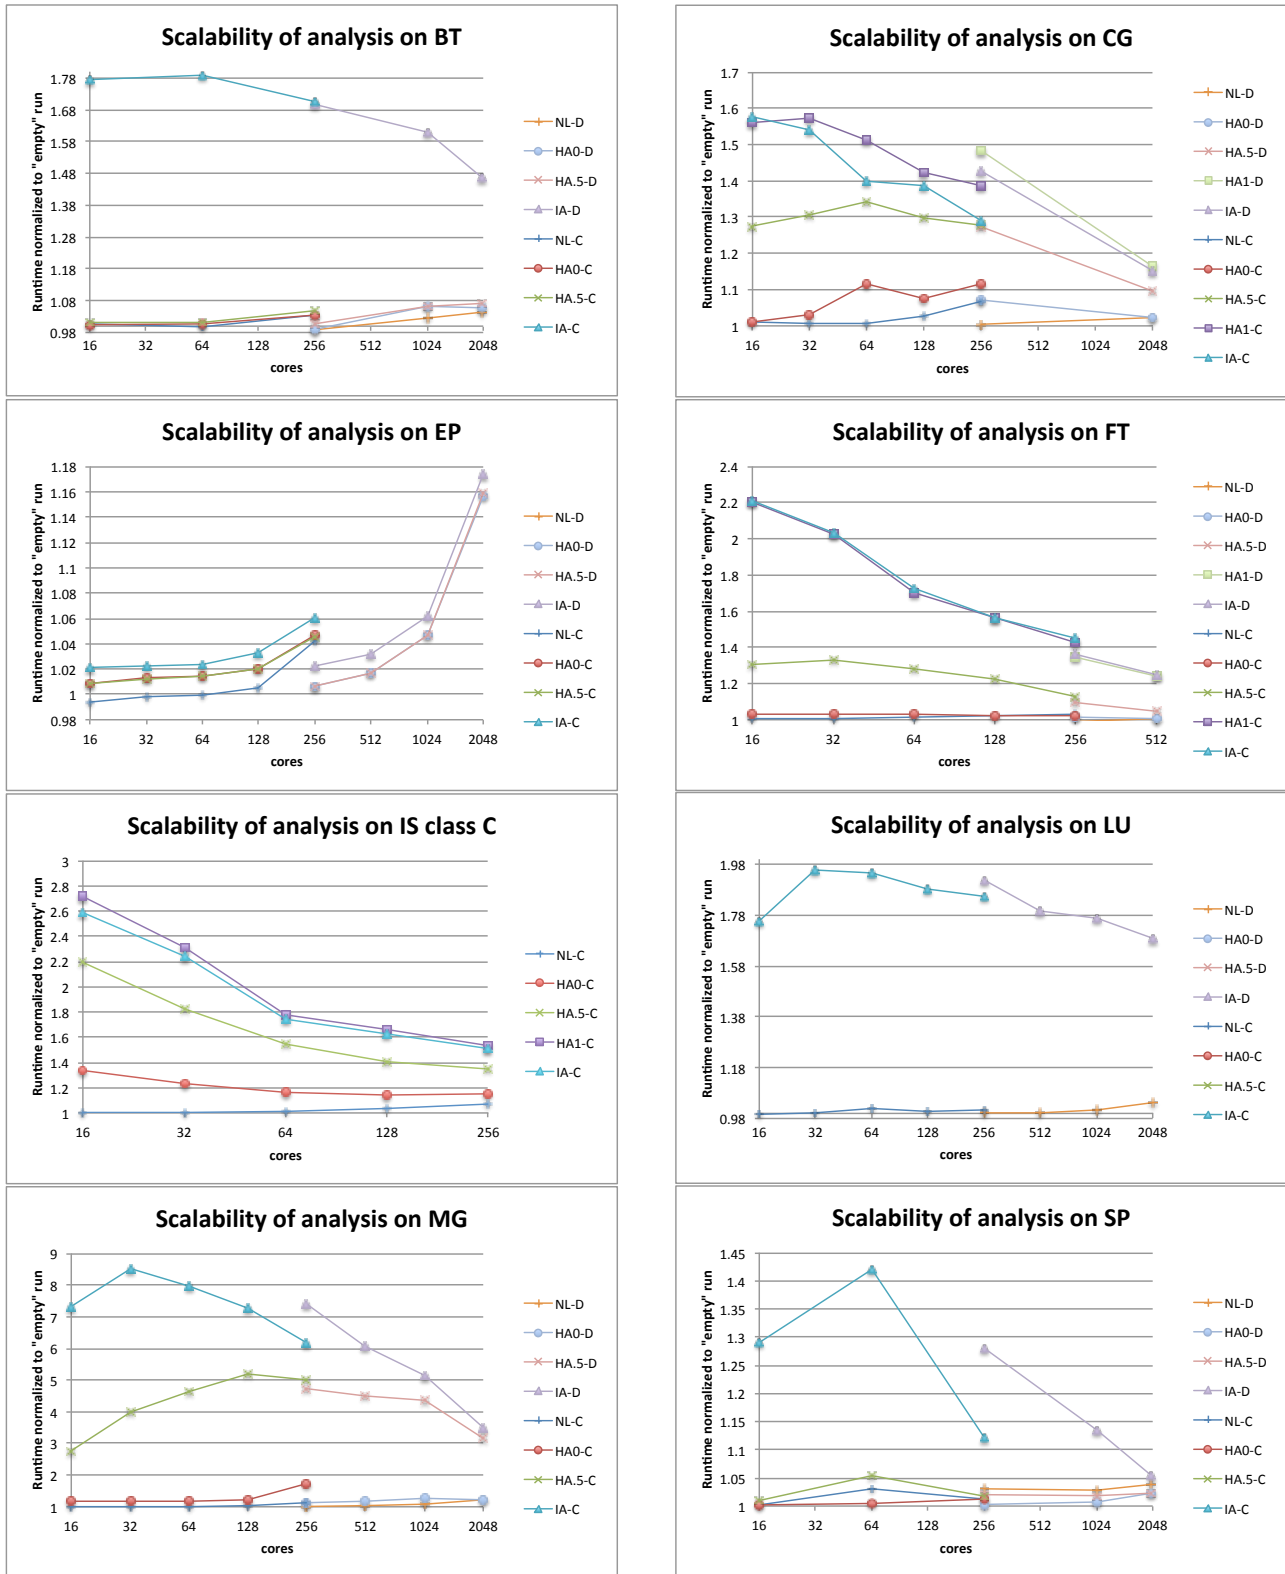 Scalability of analysis on BT
Runtime normalized to "empty" run
1.78
1.68
1.58
1.48
1.38
1.28
1.18
1.08
0.98
16 32 64 128 256 512 1024 2048
cores
NL-D
HA0-D
HA.5-D
IA-D
NL-C
HA0-C
HA.5-C
IA-C
Scalability of analysis on CG
Runtime normalized to "empty" run
1.7
1.6
1.5
1.4
1.3
1.2
1.1
1
16 32 64 128 256 512 1024 2048
cores
NL-D
HA0-D
HA.5-D
HA1-D
IA-D
NL-C
HA0-C
HA.5-C
HA1-C
IA-C
Scalability of analysis on EP
Runtime normalized to "empty" run
1.18
1.16
1.14
1.12
1.1
1.08
1.06
1.04
1.02
1
0.98
16 32 64 128 256 512 1024 2048
cores
NL-D
HA0-D
HA.5-D
IA-D
NL-C
HA0-C
HA.5-C
IA-C
Scalability of analysis on FT
Runtime normalized to "empty" run
2.4
2.2
2
1.8
1.6
1.4
1.2
1
16 32 64 128 256 512
cores
NL-D
HA0-D
HA.5-D
HA1-D
IA-D
NL-C
HA0-C
HA.5-C
HA1-C
IA-C
Scalability of analysis on IS class C
Runtime normalized to "empty" run
3
2.8
2.6
2.4
2.2
2
1.8
1.6
1.4
1.2
1
16 32 64 128 256
cores
NL-C
HA0-C
HA.5-C
HA1-C
IA-C
Scalability of analysis on LU
Runtime normalized to "empty" run
1.98
1.78
1.58
1.38
1.18
0.98
16 32 64 128 256 512 1024 2048
cores
NL-D
HA0-D
HA.5-D
IA-D
NL-C
HA0-C
HA.5-C
IA-C
Scalability of analysis on MG
Runtime normalized to "empty" run
9
8
7
6
5
4
3
2
1
16 32 64 128 256 512 1024 2048
cores
NL-D
HA0-D
HA.5-D
IA-D
NL-C
HA0-C
HA.5-C
IA-C
Scalability of analysis on SP
Runtime normalized to "empty" run
1.45
1.4
1.35
1.3
1.25
1.2
1.15
1.1
1.05
1
16 32 64 128 256 512 1024 2048
cores
NL-D
HA0-D
HA.5-D
IA-D
NL-C
HA0-C
HA.5-C
IA-C